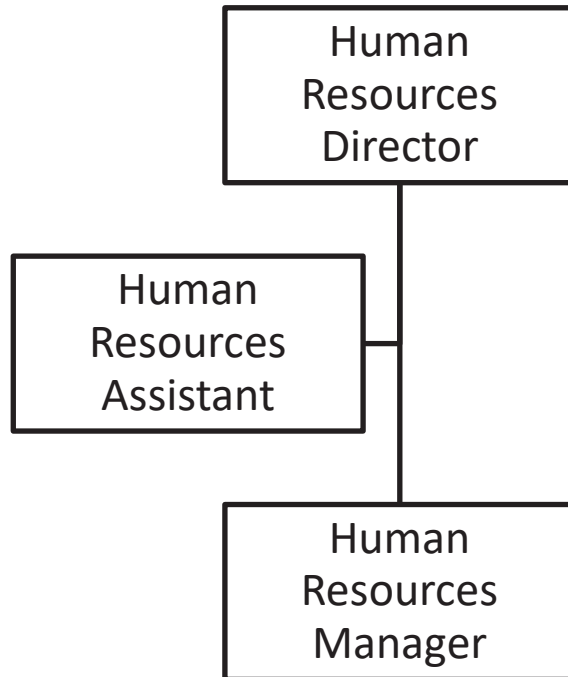 Human
Resources
Director
Human
Resources
Assistant
Human
Resources
Manager